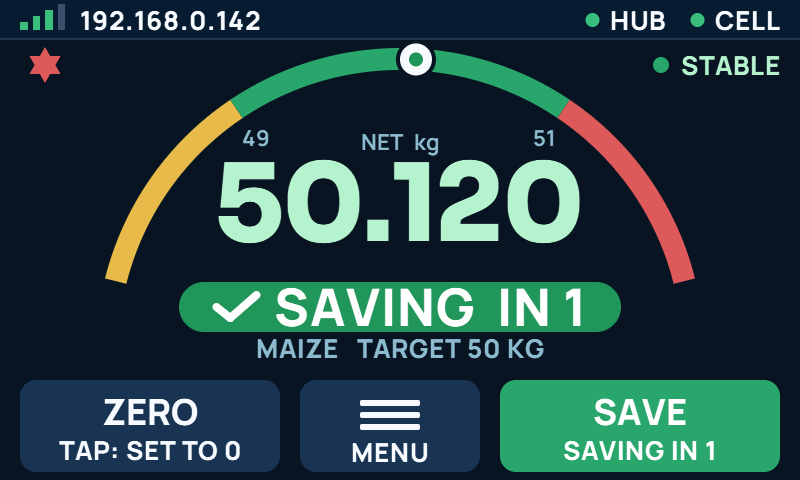 192.168.0.142 HUB CELL
STABLE
49 NET kg 51
50.120
SAVING IN 1
MAIZE TARGET 50 KG
ZERO
TAP: SET TO 0
MENU
SAVE
SAVING IN 1